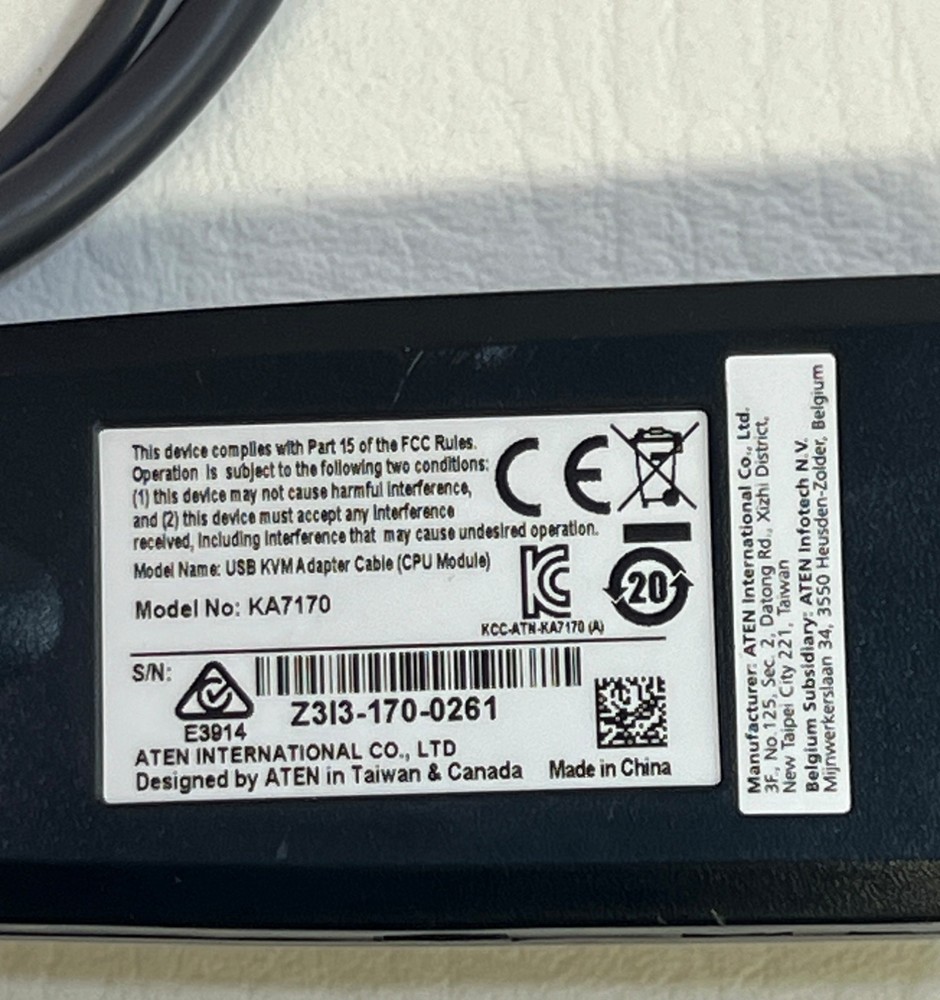 This device complies with Part 15 of the FCC Rules.
Operation is subject to the following two conditions:
(1) this device may not cause harmful interference,
and (2) this device must accept any interference
received, including interference that may cause undesired operation.
CE
Model Name: USB KVM Adapter Cable (CPU Module)
Model No: KA7170
KC
20
KCC-ATN-KA7170 (A)
S/N:
E3914
Z3I3-170-0261
ATEN INTERNATIONAL CO., LTD
Designed by ATEN in Taiwan & Canada Made in China
Manufacturer: ATEN International Co., Ltd.
3F., No.125, Sec. 2, Datong Rd., Xizhi District,
New Taipei City 221, Taiwan
Belgium Subsidiary: ATEN Infotech N.V.
Mijnwerkerslaan 34, 3550 Heusden-Zolder, Belgium